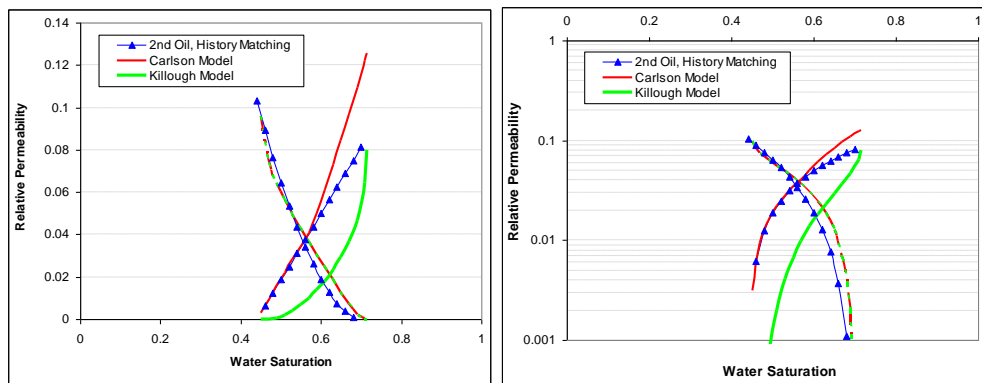 0.14
0.12
0.1
0.08
0.06
0.04
0.02
0
Relative Permeability
2nd Oil, History Matching
Carlson Model
Killough Model
0 0.2 0.4 0.6 0.8 1
Water Saturation
0 0.2 0.4 0.6 0.8 1
1
0.1
0.01
0.001
Relative Permeability
2nd Oil, History Matching
Carlson Model
Killough Model
Water Saturation